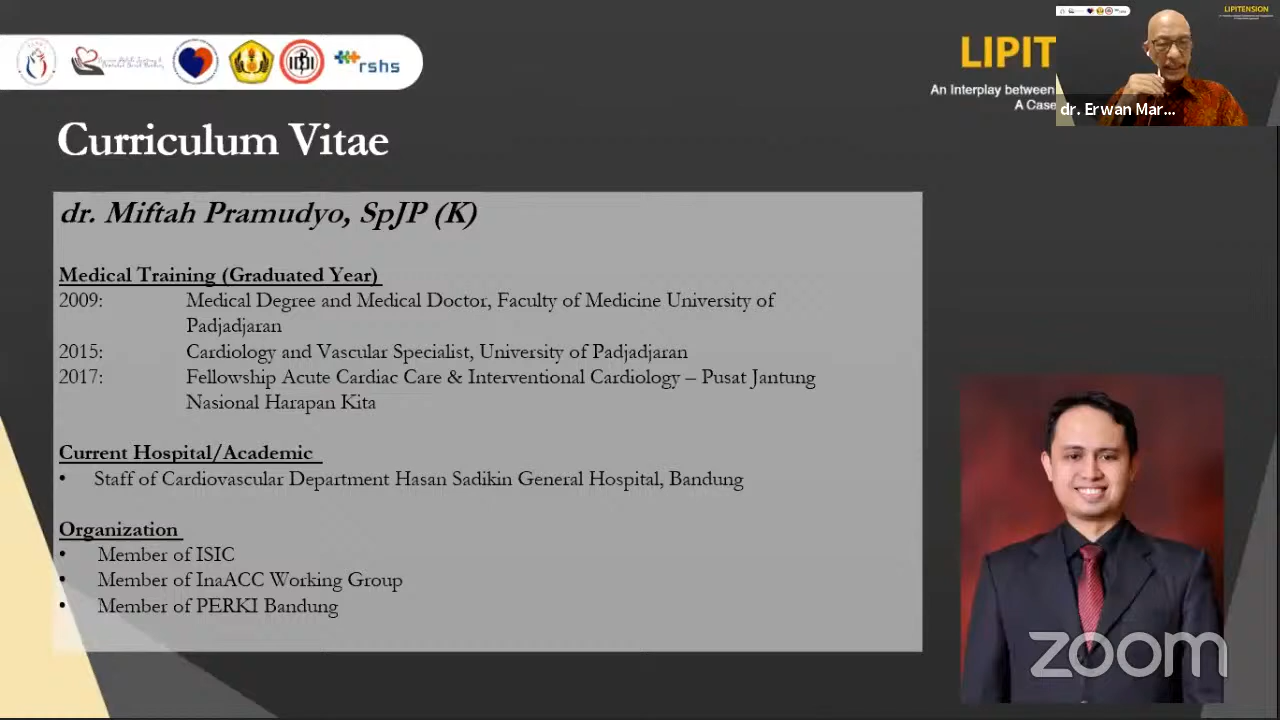 rshs
LIPIT
An Interplay between
A Case
LIPITENSION
dr. Erwan Mar...
Curriculum Vitae
dr. Miftah Pramudyo, SpJP (K)
Medical Training (Graduated Year)
2009: Medical Degree and Medical Doctor, Faculty of Medicine University of
Padjadjaran
2015: Cardiology and Vascular Specialist, University of Padjadjaran
2017: Fellowship Acute Cardiac Care & Interventional Cardiology – Pusat Jantung
Nasional Harapan Kita
Current Hospital/Academic
• Staff of Cardiovascular Department Hasan Sadikin General Hospital, Bandung
Organization
• Member of ISIC
• Member of InaACC Working Group
• Member of PERKI Bandung
zoom